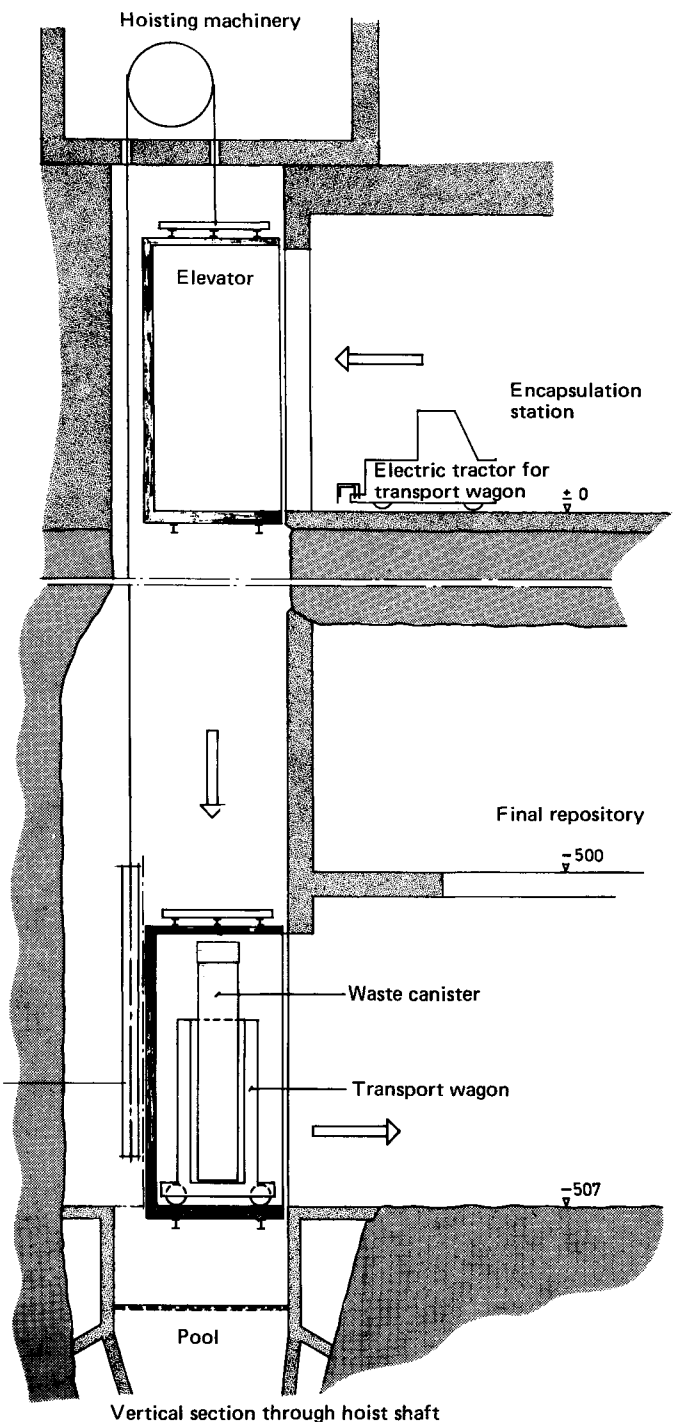 Hoisting machinery
Elevator
Encapsulation
station
Electric tractor for
transport wagon
± 0
Final repository
-500
Waste canister
Transport wagon
-507
Pool
Vertical section through hoist shaft